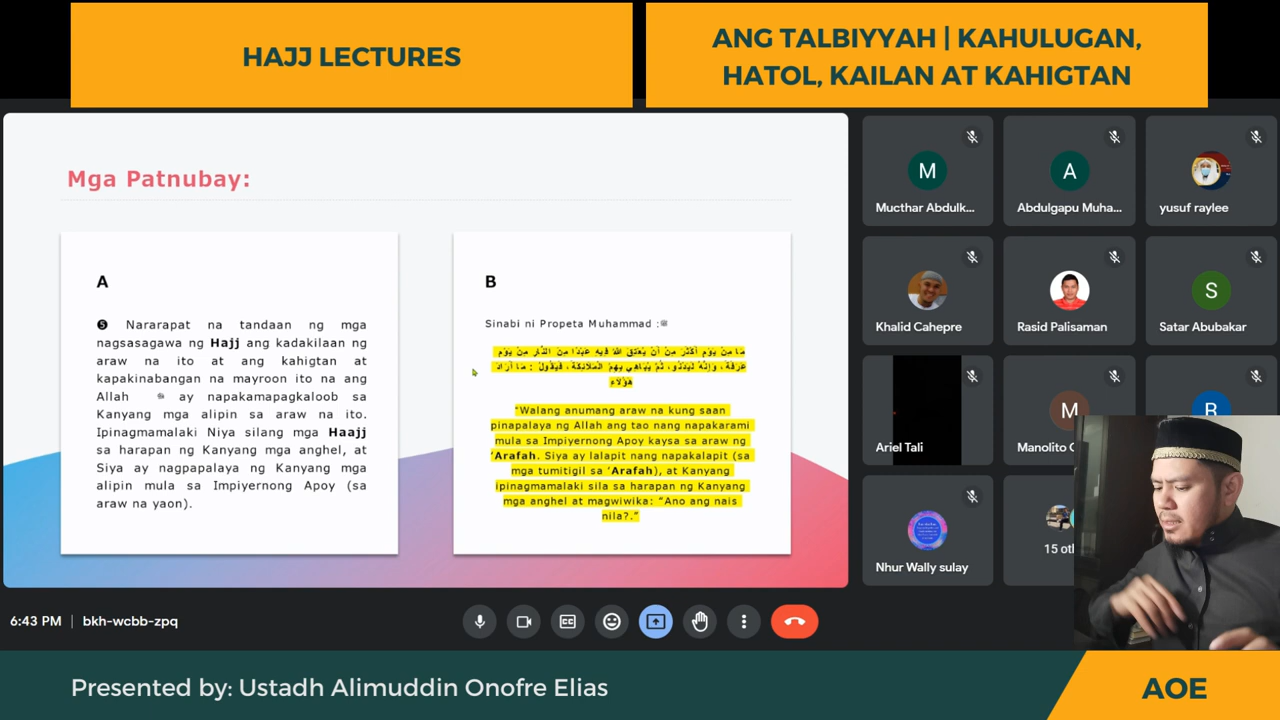 HAJJ LECTURES
ANG TALBIYYAH | KAHULUGAN,
HATOL, KAILAN AT KAHIGTAN
Mga Patnubay:
A
❺ Nararapat na tandaan ng mga
nagsasagawa ng Hajj ang kadakilaan ng
araw na ito at ang kahigtan at
kapakinabangan na mayroon ito na ang
Allah ﷻ ay napakamapagkaloob sa
Kanyang mga alipin sa araw na ito.
Ipinagmamalaki Niya silang mga Haajj
sa harapan ng Kanyang mga anghel, at
Siya ay nagpapalaya ng Kanyang mga
alipin mula sa Impiyernong Apoy (sa
araw na yaon).
B
Sinabi ni Propeta Muhammad :ﷺ
مَا مِنْ يَوْمٍ أَكْثَرَ مِنْ أَنْ يُعْتِقَ اللهُ فِيهِ عَبْدًا مِنَ النَّارِ مِنْ يَوْمِ
عَرَفَةَ، وَإِنَّهُ لَيَدْنُو، ثُمَّ يُبَاهِي بِهِمُ الْمَلَائِكَةَ، فَيَقُولُ : مَا أَرَادَ
هَؤُلَاءِ
"Walang anumang araw na kung saan
pinapalaya ng Allah ang tao nang napakarami
mula sa Impiyernong Apoy kaysa sa araw ng
‘Arafah. Siya ay lalapit nang napakalapit (sa
mga tumitigil sa ‘Arafah), at Kanyang
ipinagmamalaki sila sa harapan ng Kanyang
mga anghel at magwiwika: “Ano ang nais
nila?.”
M
Mucthar Abdulk...
A
Abdulgapu Muha...
yusuf raylee
Khalid Cahepre
Rasid Palisaman
S
Satar Abubakar
Ariel Tali
M
Manolito
Nhur Wally sulay
15
6:43 PM | bkh-wcbb-zpq
Presented by: Ustadh Alimuddin Onofre Elias
AOE